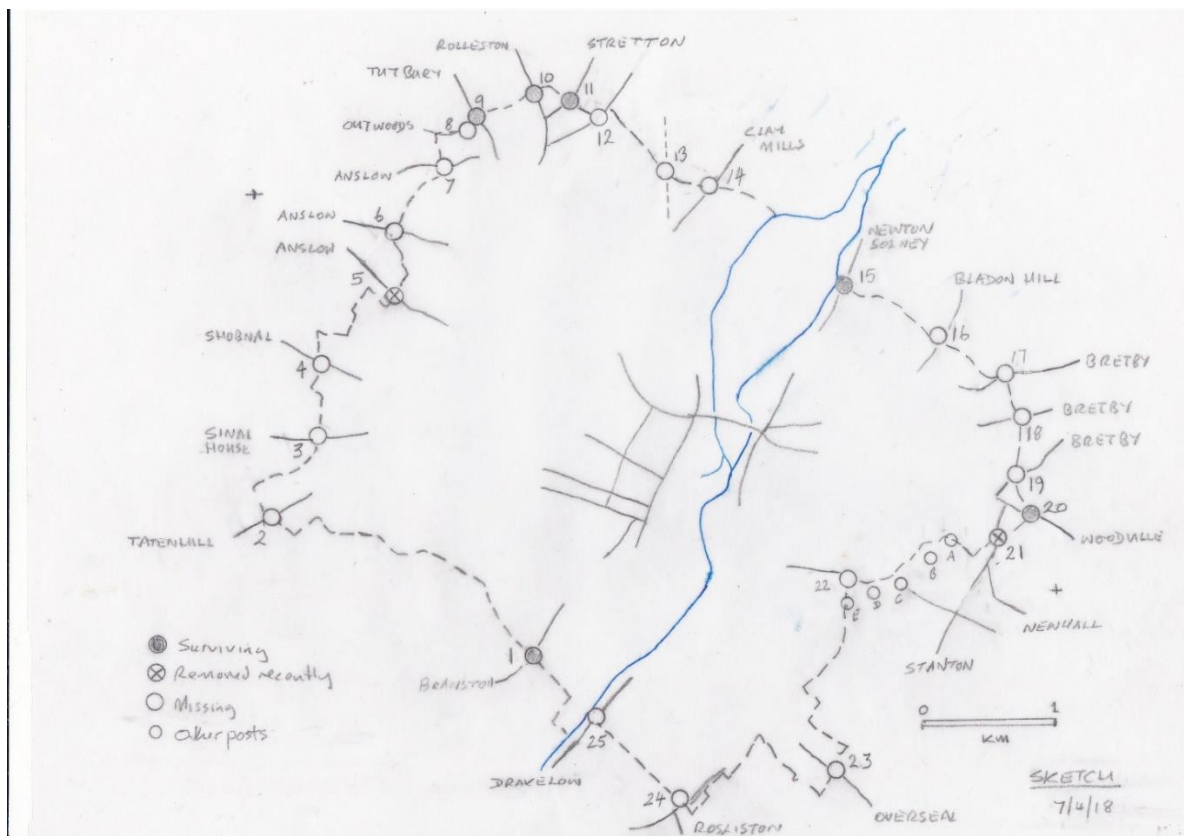 ROLLESTON
STRETTON
TUTBURY
10
11
9
OUTWOODS
8
12
CLAY
MILLS
13
ANSLOW
7
14
ANSLOW
6
ANSLOW
NEWTON
SOLNEY
5
15
BLADON HILL
SHOBNAL
4
16
17
BRETBY
BRETBY
18
SINAI
HOUSE
3
BRETBY
19
20
TATENHILL
2
WOODVILLE
A
21
B
22
D
C
E
NEWHALL
STANTON
Surviving
1
Removed recently
BRANSTON
Missing
0 1
Other posts
KM
25
23
DRAKELOW
SKETCH
24
ROSLISTON
OVERSEAL
7/4/18